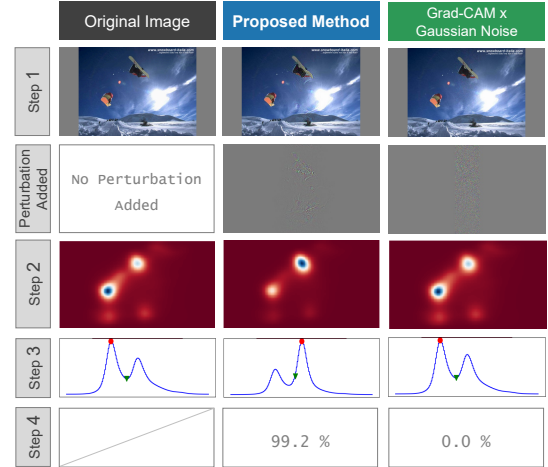 Original Image
Proposed Method
Grad-CAM x
Gaussian Noise
Step 1
Perturbation
Added
No Perturbation
Added
Step 2
Step 3
Step 4
99.2 %
0.0 %